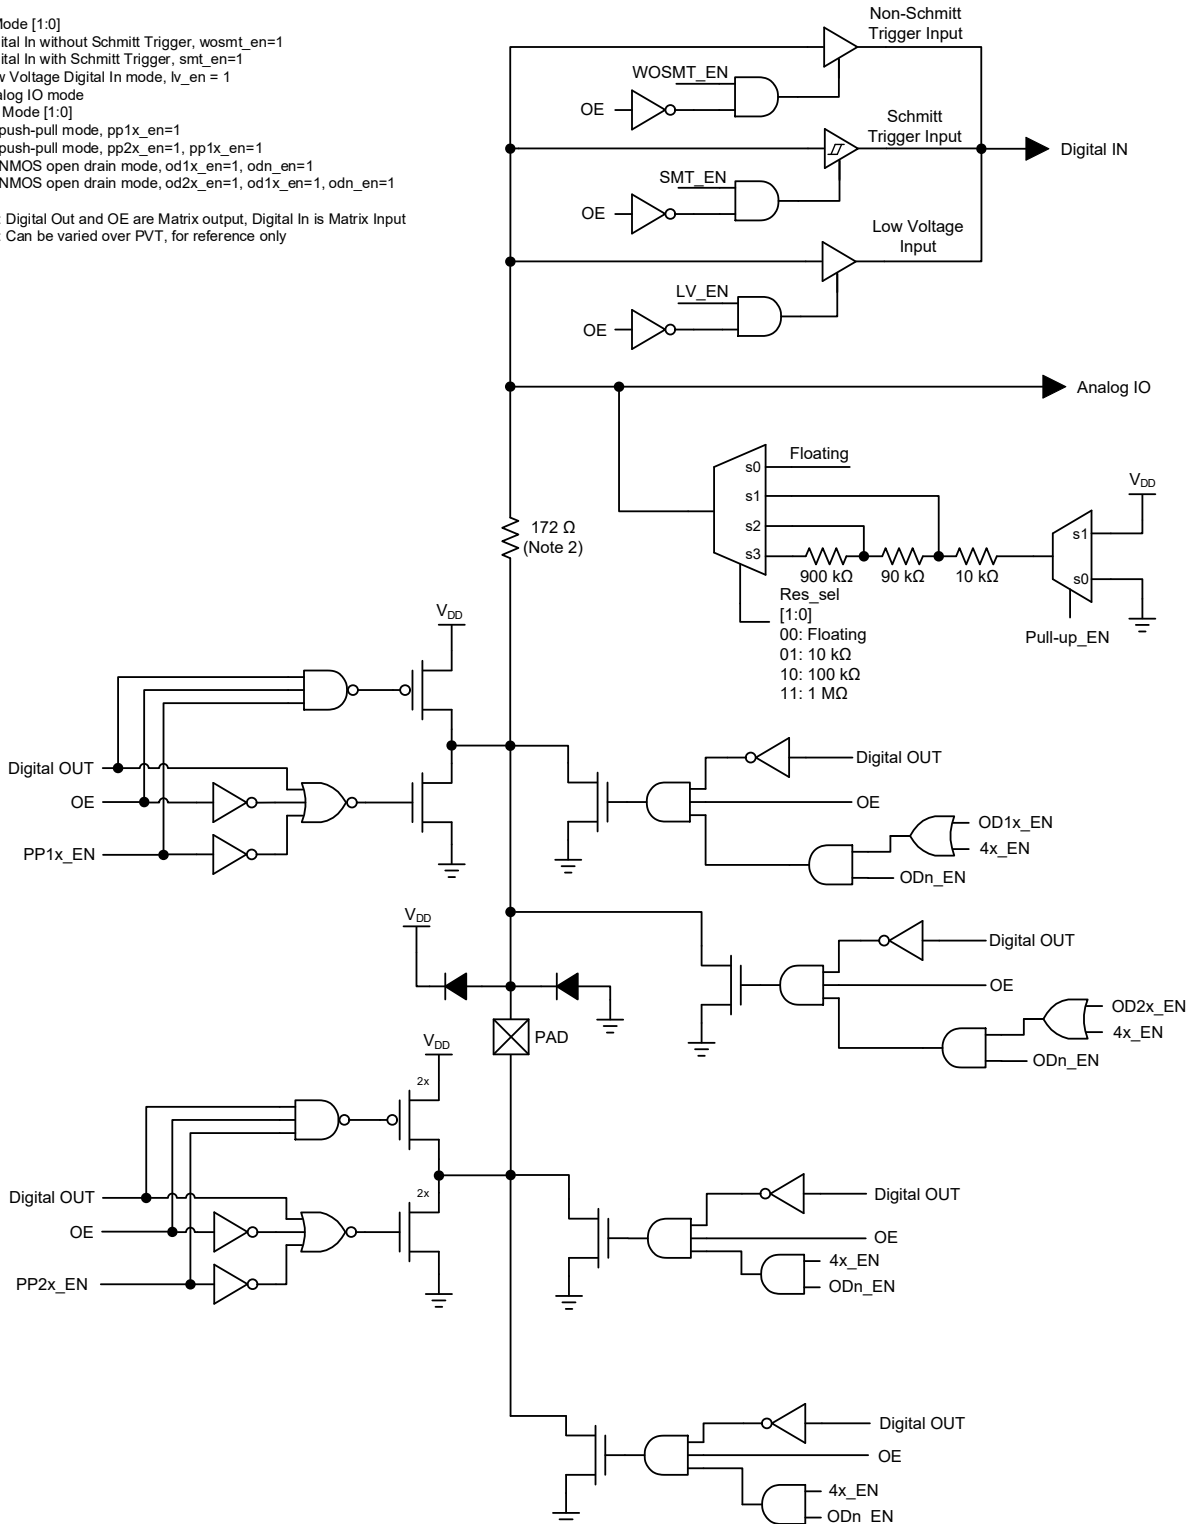 Mode [1:0]
ital In without Schmitt Trigger, wosmt_en=1
ital In with Schmitt Trigger, smt_en=1
w Voltage Digital In mode, lv_en = 1
alog IO mode
Mode [1:0]
push-pull mode, pp1x_en=1
push-pull mode, pp2x_en=1, pp1x_en=1
NMOS open drain mode, od1x_en=1, odn_en=1
NMOS open drain mode, od2x_en=1, od1x_en=1, odn_en=1
: Digital Out and OE are Matrix output, Digital In is Matrix Input
: Can be varied over PVT, for reference only
Non-Schmitt
Trigger Input
WOSMT_EN
OE
Schmitt
Trigger Input
Digital IN
SMT_EN
OE
Low Voltage
Input
LV_EN
OE
Analog IO
Floating
s0
s1
s2
s3
VDD
s1
s0
172 Ω
(Note 2)
900 kΩ
90 kΩ
10 kΩ
Res_sel
[1:0]
00: Floating
01: 10 kΩ
10: 100 kΩ
11: 1 MΩ
Pull-up_EN
VDD
Digital OUT
OE
PP1x_EN
Digital OUT
OE
OD1x_EN
4x_EN
ODn_EN
VDD
Digital OUT
OE
OD2x_EN
4x_EN
ODn_EN
PAD
VDD
2x
2x
Digital OUT
OE
PP2x_EN
Digital OUT
OE
4x_EN
ODn_EN
Digital OUT
OE
4x_EN
ODn_EN